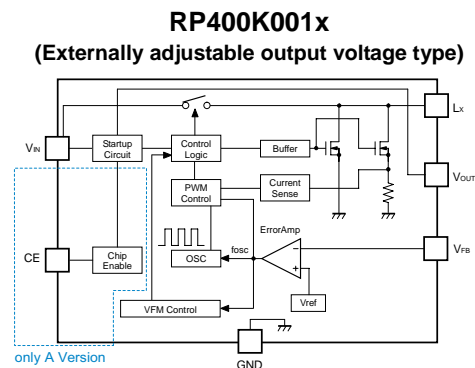 RP400K001x
(Externally adjustable output voltage type)
LX
VIN
Startup
Circuit
Control
Logic
Buffer
VOUT
PWM
Control
Current
Sense
CE
Chip
Enable
OSC
fosc
ErrorAmp
VFB
Vref
VFM Control
only A Version
GND